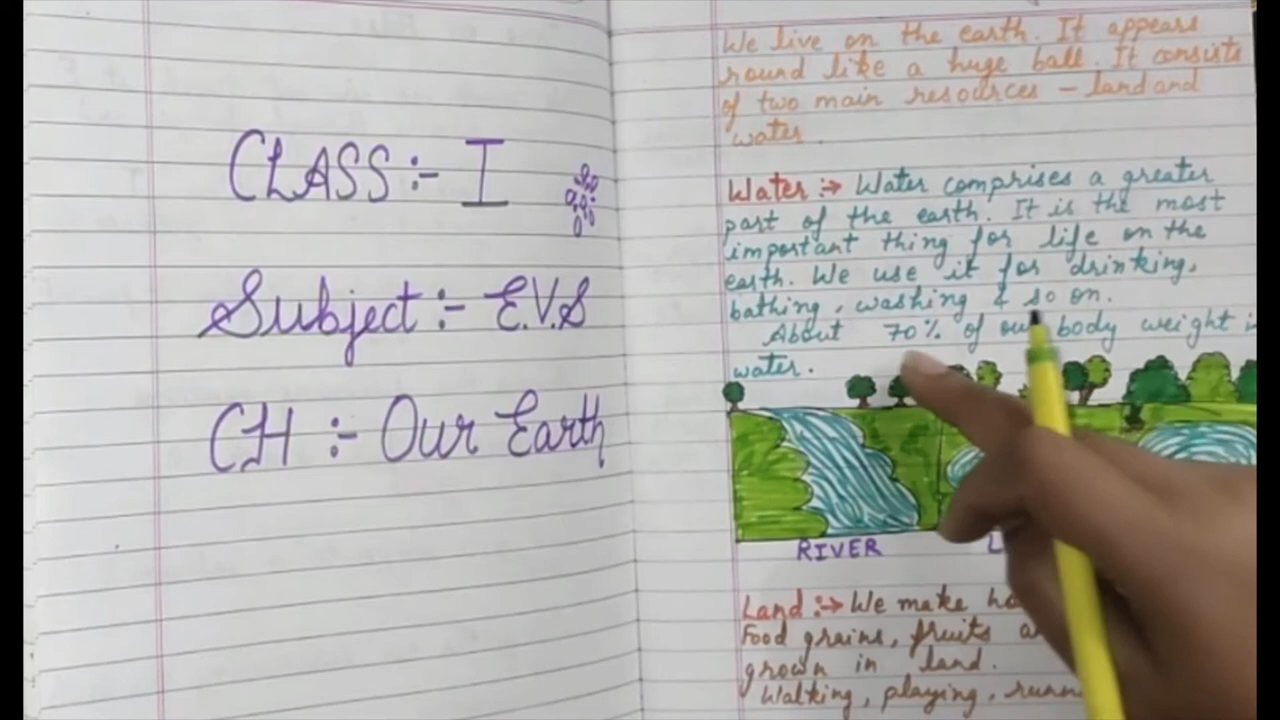 CLASS :- I
Subject :- E.V.S
CH :- Our Earth
We live on the earth. It appears
round like a huge ball. It consists
of two main resources - land and
water.
Water :→ Water comprises a greater
part of the earth. It is the most
important thing for life on the
earth. We use it for drinking,
bathing, washing & so on.
About 70% of our body weight
water.
RIVER
Land :→ We make
Food grains, fruits
grown in land.
Walking, playing,